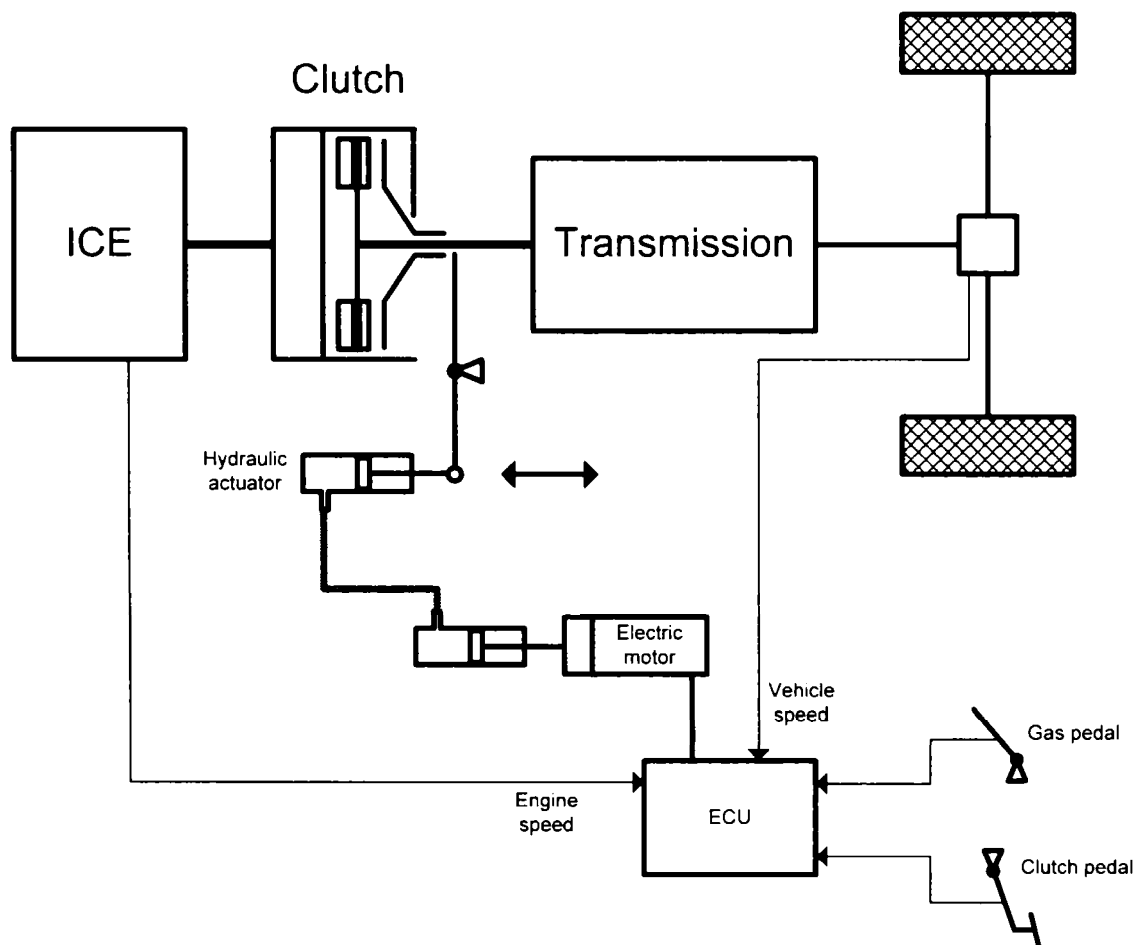 Clutch
ICE
Transmission
Hydraulic
actuator
Electric
motor
Vehicle
speed
Gas pedal
Engine
speed
ECU
Clutch pedal